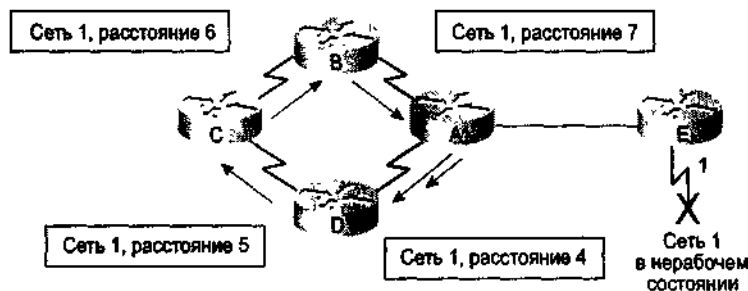 Сеть 1, расстояние 6
Сеть 1, расстояние 7
B
C
A
E
1
D
Сеть 1, расстояние 5
Сеть 1, расстояние 4
Сеть 1
в нерабочем
состоянии